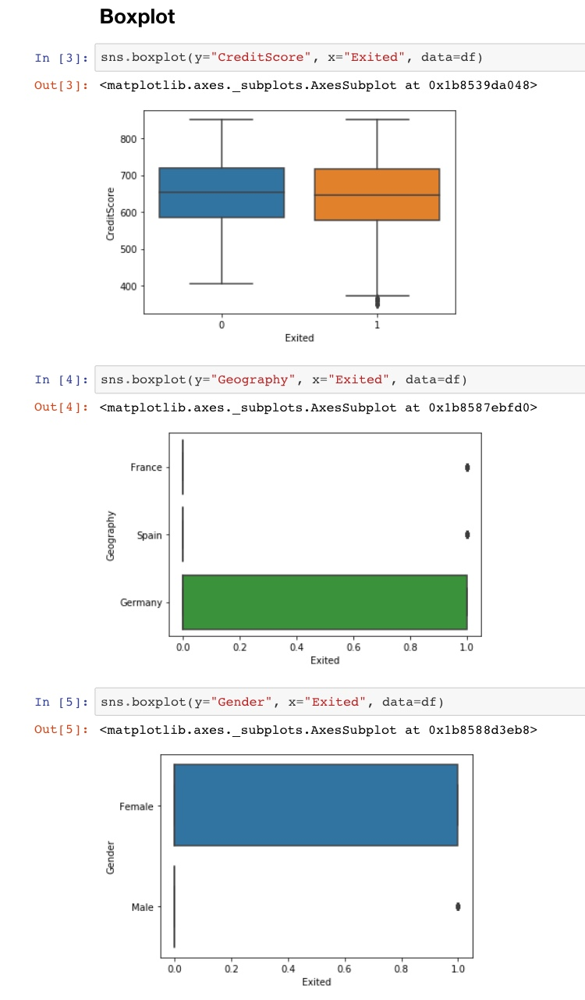 Boxplot
In [3]: sns.boxplot(y="CreditScore", x="Exited", data=df)
Out[3]: <matplotlib.axes._subplots.AxesSubplot at 0x1b8539da048>
800
700
600
500
400
CreditScore
0 1
Exited
In [4]: sns.boxplot(y="Geography", x="Exited", data=df)
Out[4]: <matplotlib.axes._subplots.AxesSubplot at 0x1b8587ebfd0>
France
Spain
Germany
Geography
0.0 0.2 0.4 0.6 0.8 1.0
Exited
In [5]: sns.boxplot(y="Gender", x="Exited", data=df)
Out[5]: <matplotlib.axes._subplots.AxesSubplot at 0x1b8588d3eb8>
Female
Male
Gender
0.0 0.2 0.4 0.6 0.8 1.0
Exited